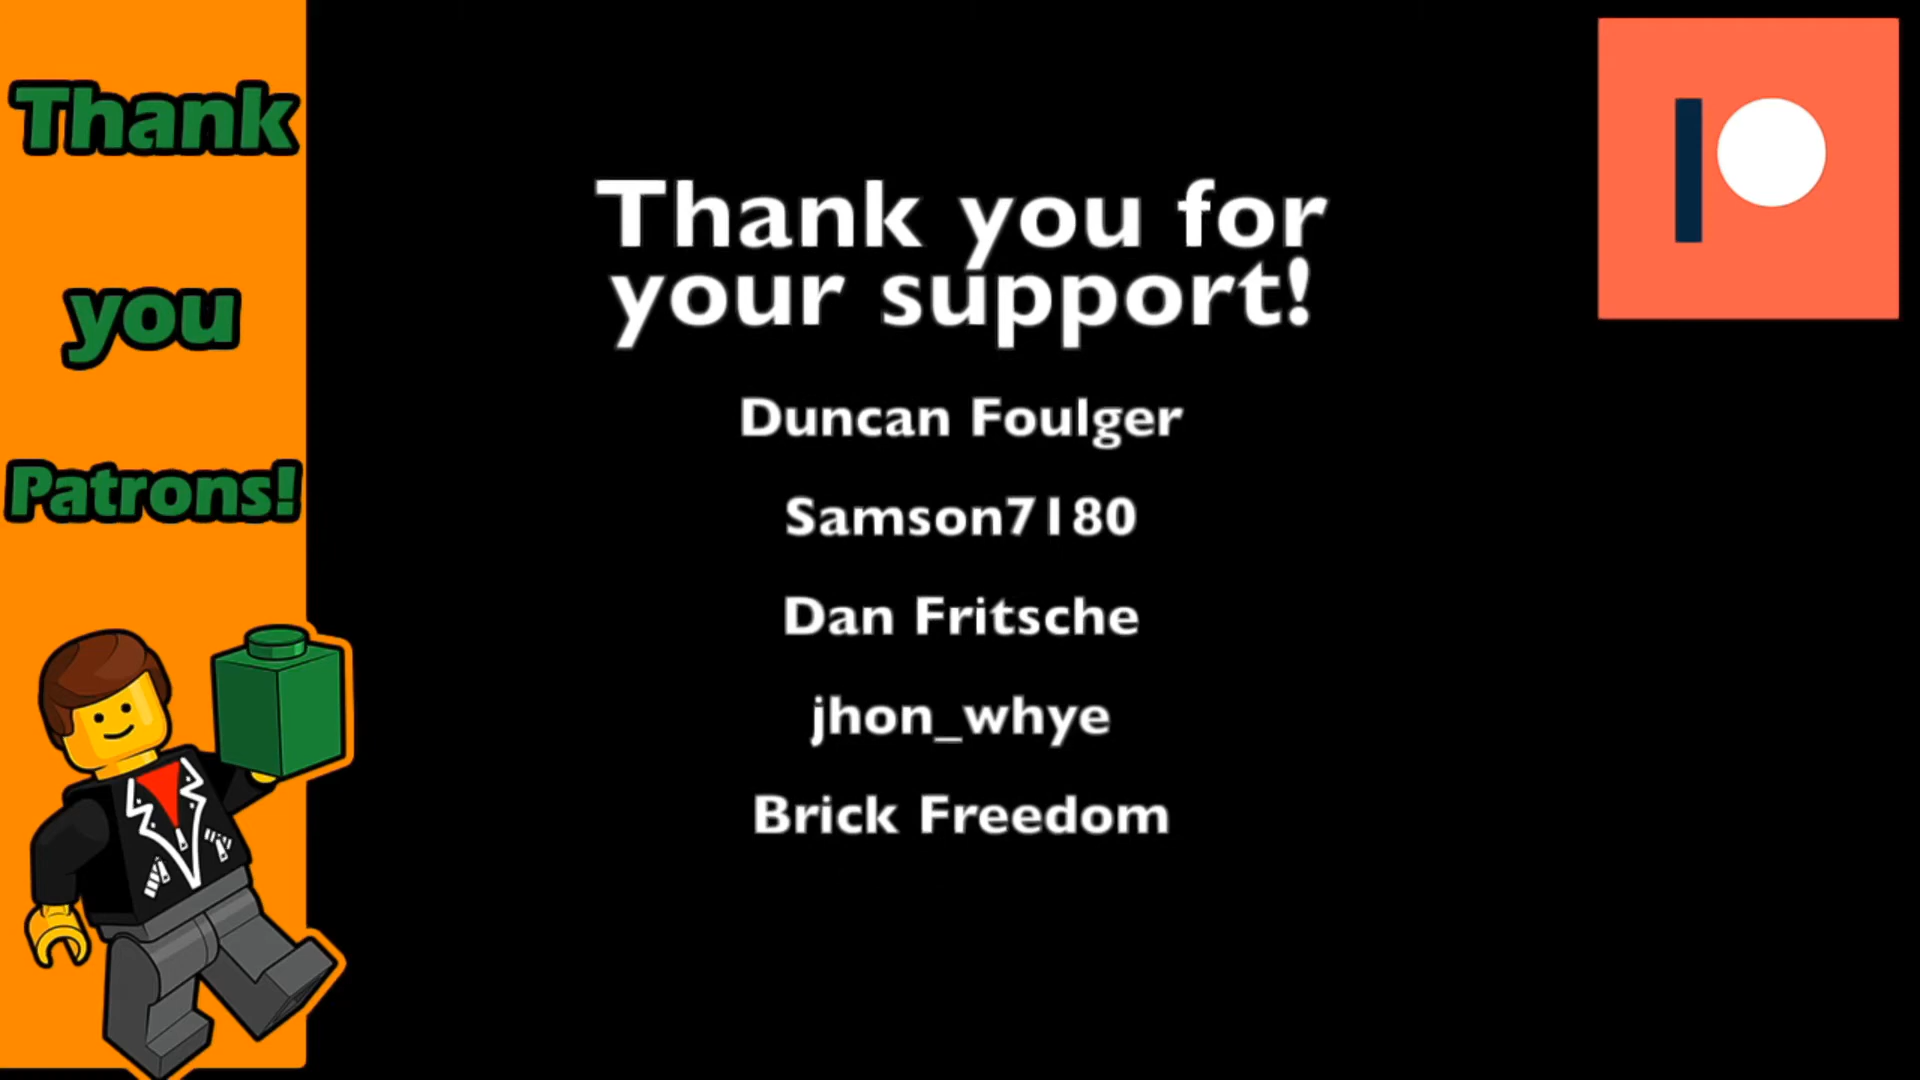 Thank
you
Patrons!
Thank you for
your support!
Duncan Foulger
Samson7180
Dan Fritsche
jhon_whye
Brick Freedom